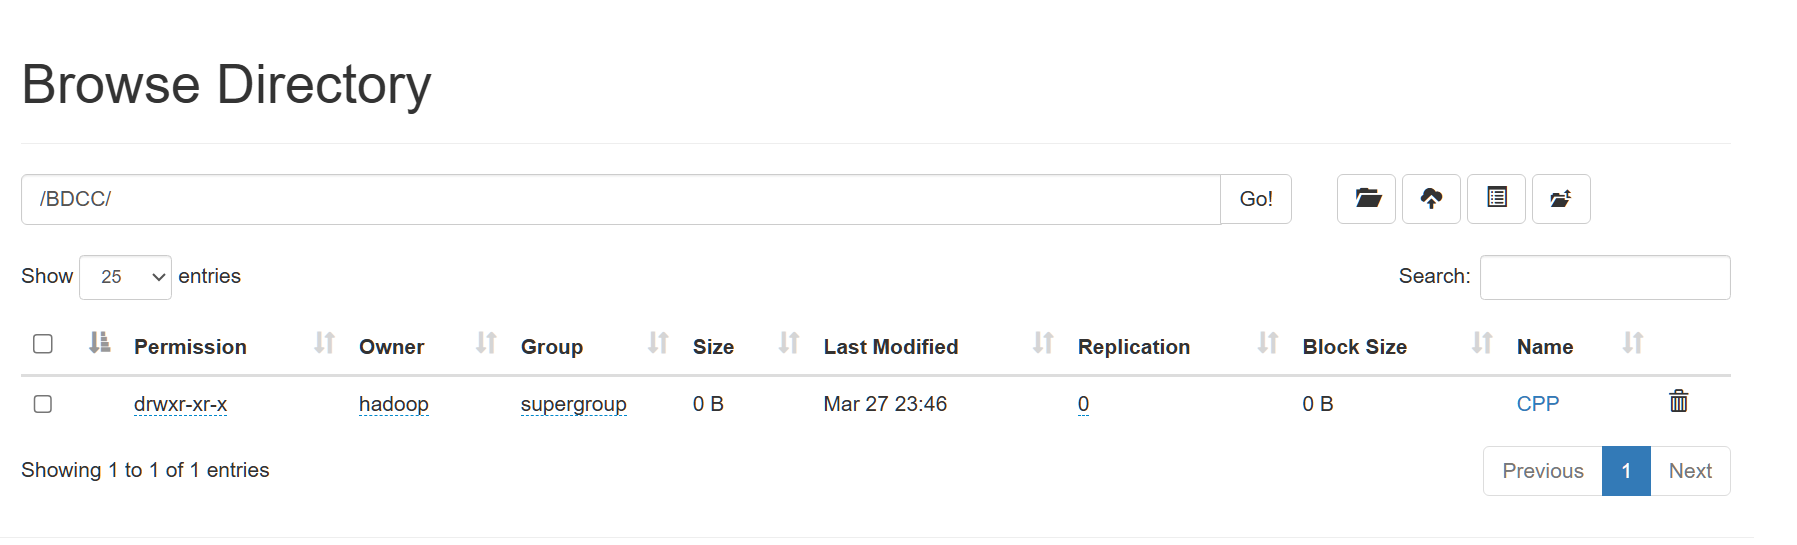 Browse Directory
/BDCC/ Go!
Show 25 entries Search:
Permission Owner Group Size Last Modified Replication Block Size Name
drwxr-xr-x hadoop supergroup 0 B Mar 27 23:46 0 0 B CPP
Showing 1 to 1 of 1 entries Previous 1 Next